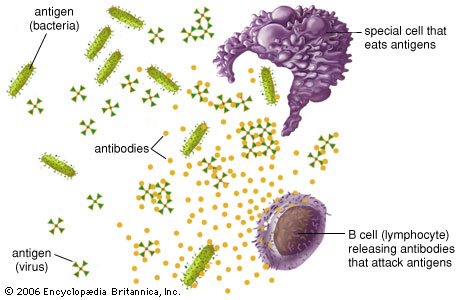 antigen
(bacteria)
special cell that
eats antigens
antibodies
B cell (lymphocyte)
releasing antibodies
that attack antigens
antigen
(virus)
© 2006 Encyclopædia Britannica, Inc.